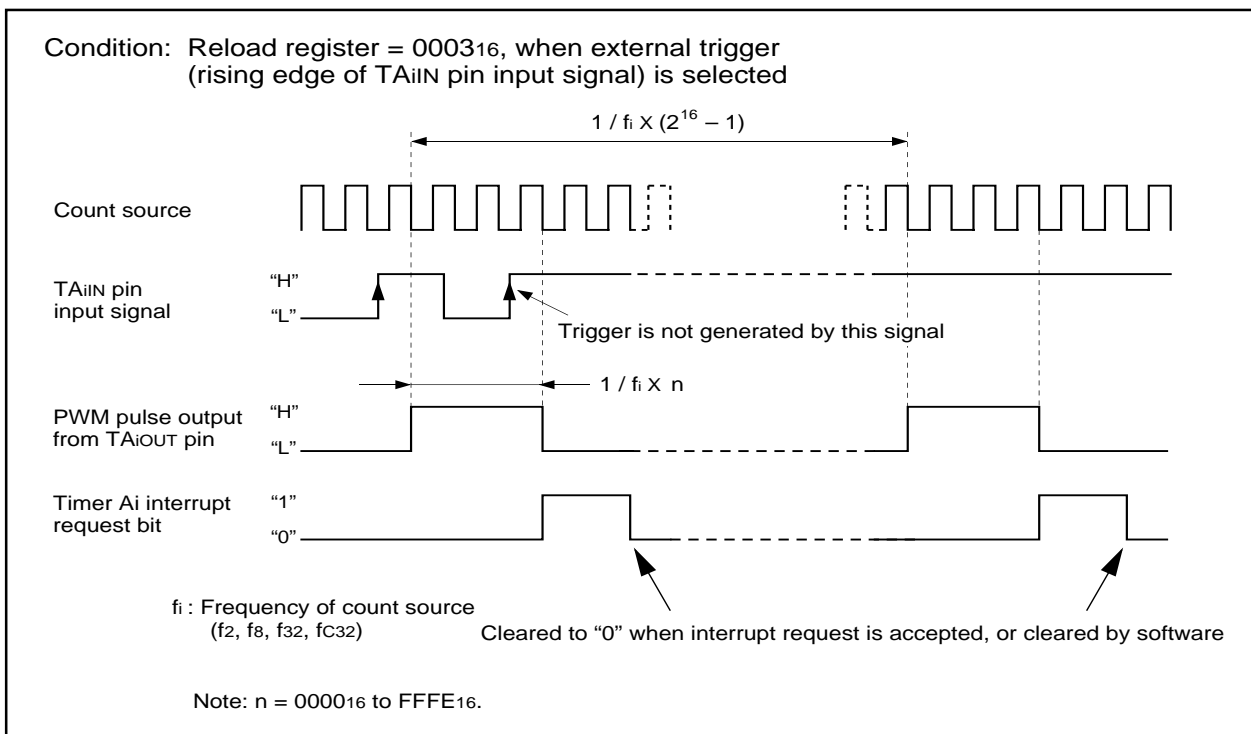 Condition: Reload register = 000316, when external trigger
(rising edge of TAiIN pin input signal) is selected
1 / fi X (2^16 – 1)
Count source
TAiIN pin
input signal
“H”
“L”
Trigger is not generated by this signal
1 / fi X n
PWM pulse output
from TAiOUT pin
“H”
“L”
Timer Ai interrupt
request bit
“1”
“0”
fi : Frequency of count source
(f2, f8, f32, fC32)
Cleared to “0” when interrupt request is accepted, or cleared by software
Note: n = 000016 to FFFE16.